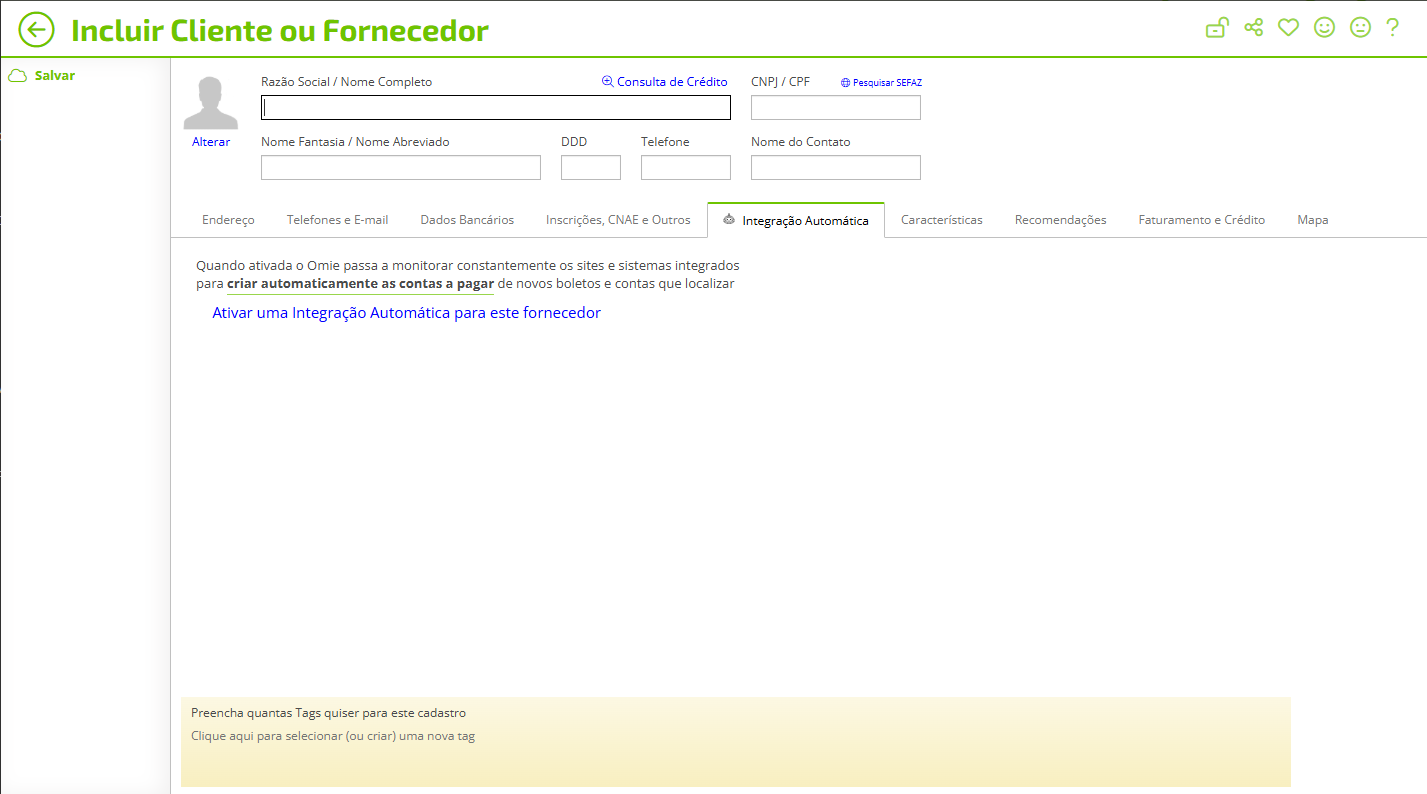 Incluir Cliente ou Fornecedor
Salvar
Razão Social / Nome Completo
Consulta de Crédito
CNPJ / CPF
Pesquisar SEFAZ
Alterar
Nome Fantasia / Nome Abreviado
DDD
Telefone
Nome do Contato
Endereço
Telefones e E-mail
Dados Bancários
Inscrições, CNAE e Outros
Integração Automática
Características
Recomendações
Faturamento e Crédito
Mapa
Quando ativada o Omie passa a monitorar constantemente os sites e sistemas integrados
para criar automaticamente as contas a pagar de novos boletos e contas que localizar
Ativar uma Integração Automática para este fornecedor
Preencha quantas Tags quiser para este cadastro
Clique aqui para selecionar (ou criar) uma nova tag